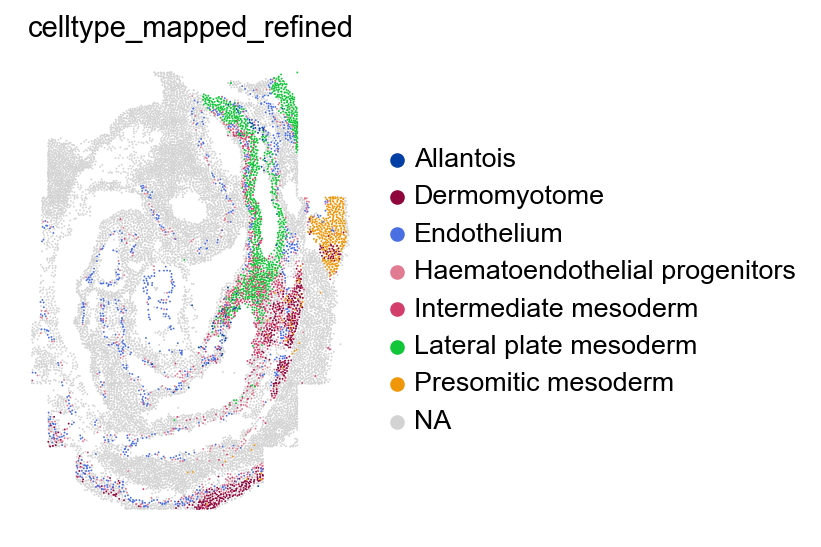 celltype_mapped_refined
Allantois
Dermomyotome
Endothelium
Haematoendothelial progenitors
Intermediate mesoderm
Lateral plate mesoderm
Presomitic mesoderm
NA